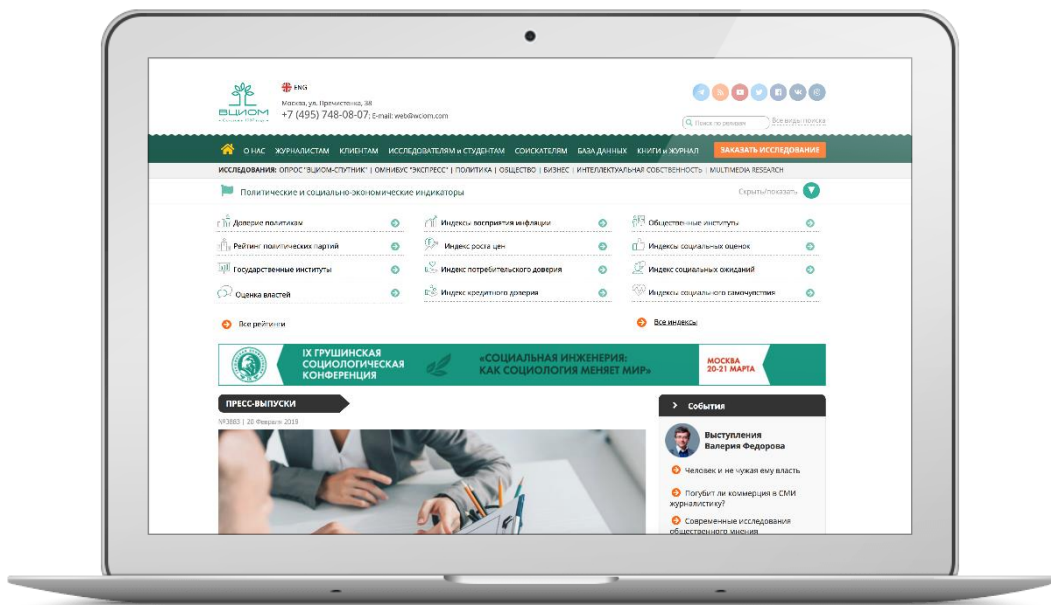 ENG
Москва, ул. Пречистенка, 38
ВЦИОМ
+7 (495) 748-08-07; E-mail: web@wciom.com
Поиск по разделам
Все виды поиска
О НАС ЖУРНАЛИСТАМ КЛИЕНТАМ ИССЛЕДОВАТЕЛЯМ и СТУДЕНТАМ СОИСКАТЕЛЯМ БАЗА ДАННЫХ КНИГИ и ЖУРНАЛ ЗАКАЗАТЬ ИССЛЕДОВАНИЕ
ИССЛЕДОВАНИЯ: ОПРОС "ВЦИОМ-СПУТНИК" | ОМНИБУС "ЭКСПРЕСС" | ПОЛИТИКА | ОБЩЕСТВО | БИЗНЕС | ИНТЕЛЛЕКТУАЛЬНАЯ СОБСТВЕННОСТЬ | MULTIMEDIA RESEARCH
Политические и социально-экономические индикаторы Скрыть/показать
Доверие политикам Индексы восприятия инфляции Общественные институты
Рейтинг политических партий Индекс роста цен Индексы социальных оценок
Государственные институты Индекс потребительского доверия Индекс социальных ожиданий
Оценка властей Индекс кредитного доверия Индексы социального самочувствия
Все рейтинги Все индексы
IX ГРУШИНСКАЯ
СОЦИОЛОГИЧЕСКАЯ
КОНФЕРЕНЦИЯ
«СОЦИАЛЬНАЯ ИНЖЕНЕРИЯ:
КАК СОЦИОЛОГИЯ МЕНЯЕТ МИР»
МОСКВА
20-21 МАРТА
ПРЕСС-ВЫПУСКИ
Февраля 2019
События
Выступления
Валерия Федорова
Человек и не чужая ему власть
Погубит ли коммерция в СМИ
журналистику?
Современные исследования
общественного мнения